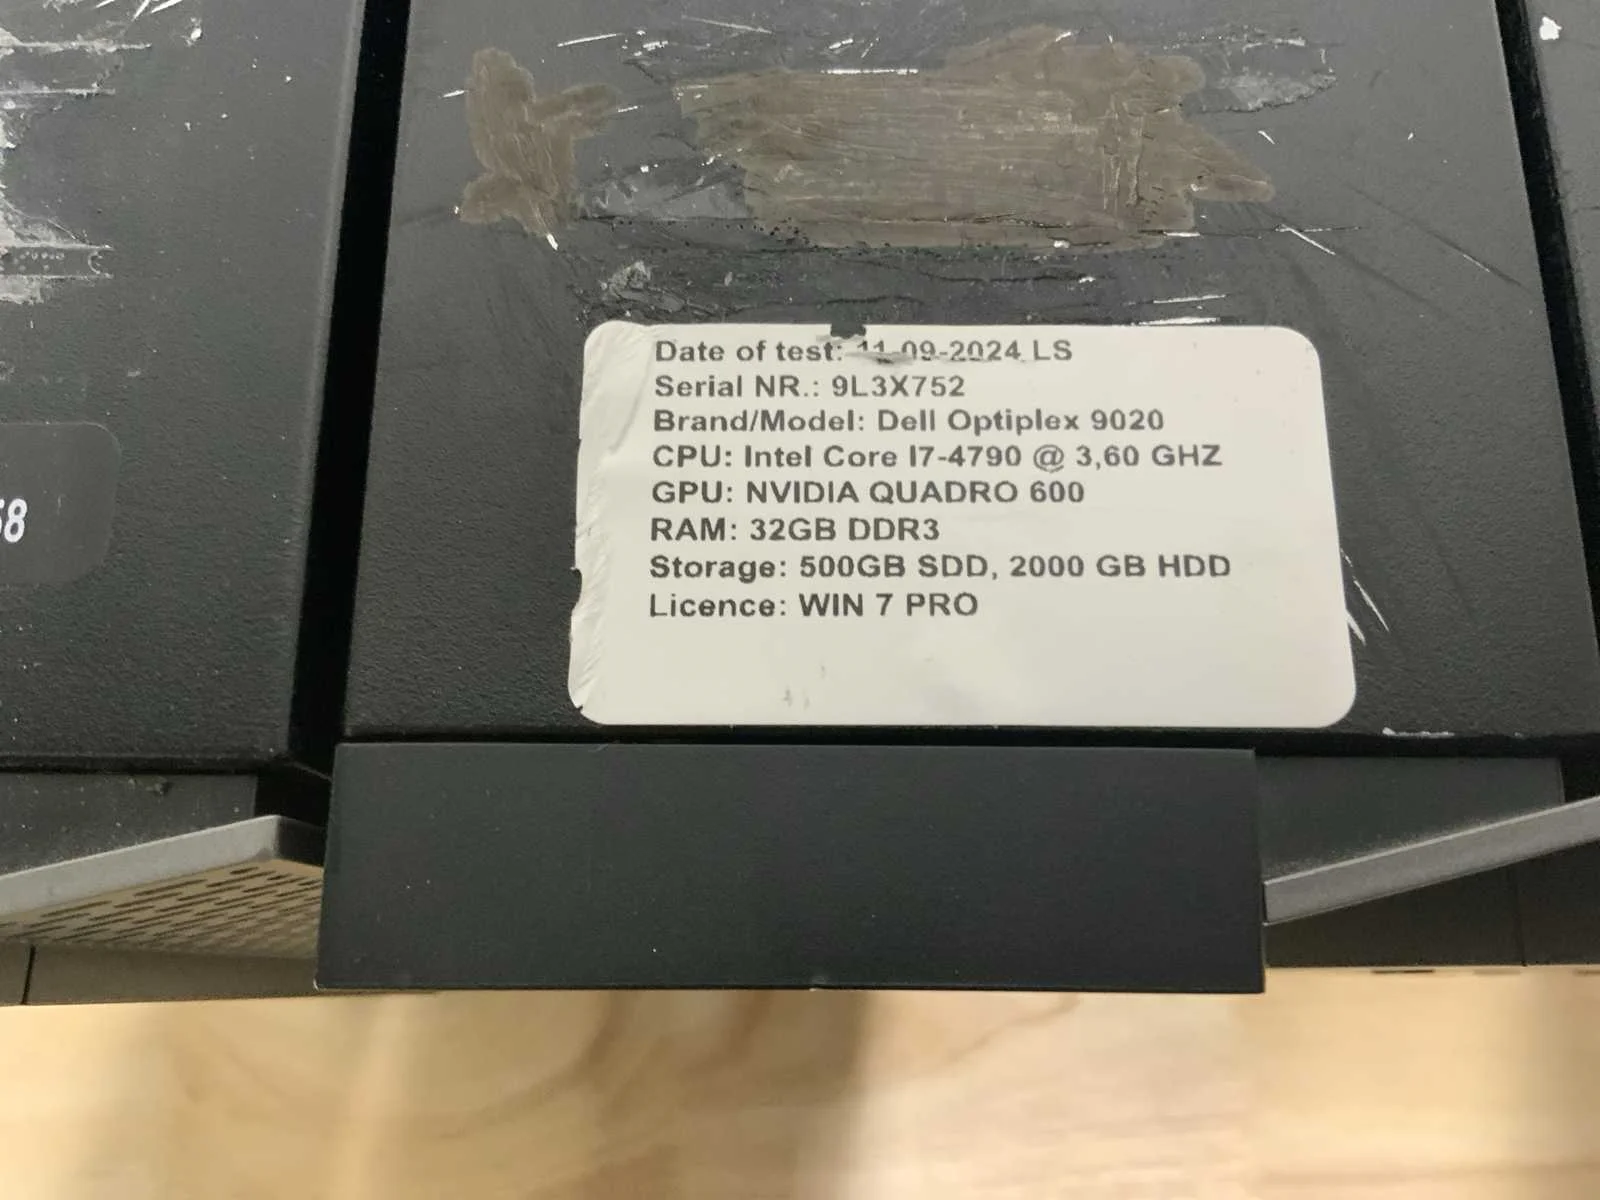 Date of test: 11-09-2024 LS
Serial NR.: 9L3X752
Brand/Model: Dell Optiplex 9020
CPU: Intel Core I7-4790 @ 3,60 GHZ
GPU: NVIDIA QUADRO 600
RAM: 32GB DDR3
Storage: 500GB SDD, 2000 GB HDD
Licence: WIN 7 PRO